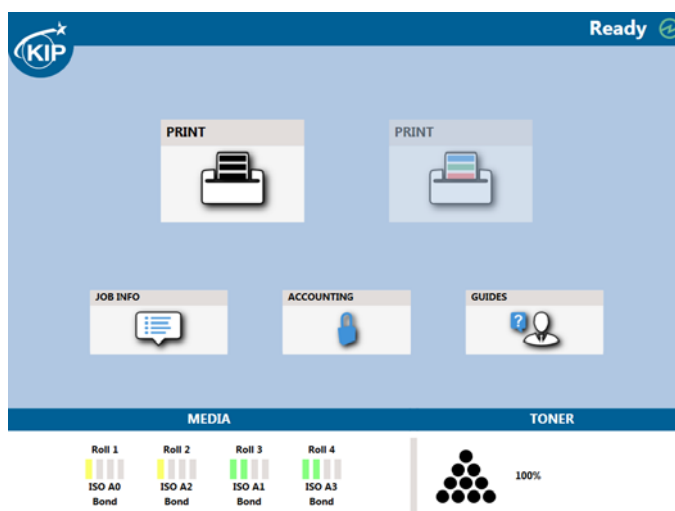 KIP
Ready
PRINT PRINT
JOB INFO ACCOUNTING GUIDES
?
MEDIA TONER
Roll 1 Roll 2 Roll 3 Roll 4
100%
ISO A0 ISO A2 ISO A1 ISO A3
Bond Bond Bond Bond